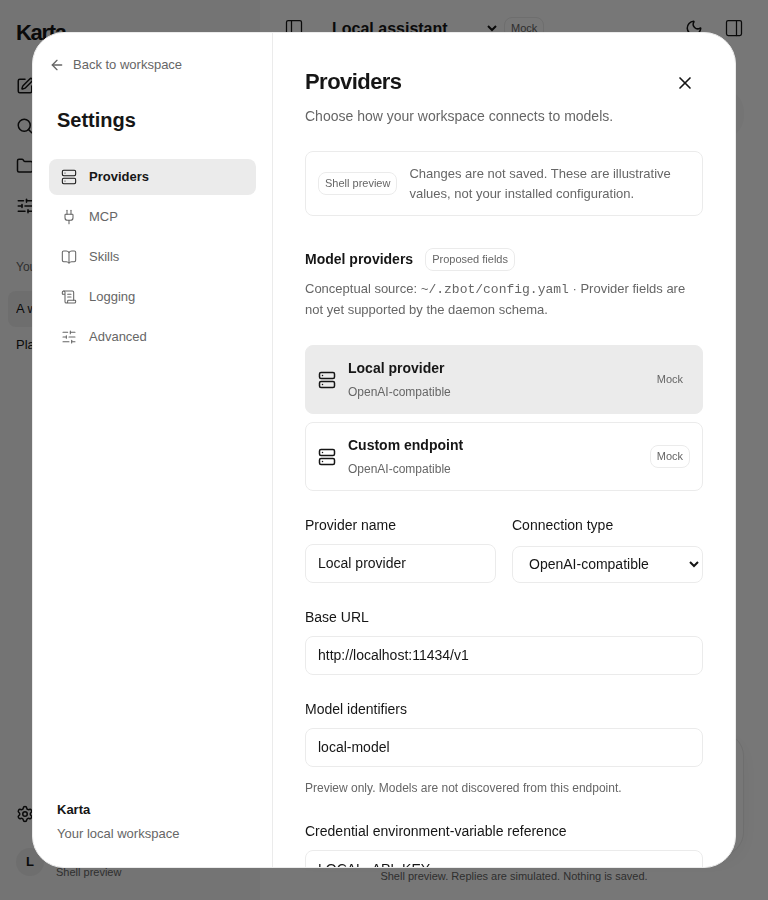 Karta
Local assistant
Mock
Back to workspace
Settings
Providers
MCP
Skills
Logging
Advanced
Karta
Your local workspace
Providers
Choose how your workspace connects to models.
Shell preview
Changes are not saved. These are illustrative
values, not your installed configuration.
Model providers
Proposed fields
Conceptual source: ~/.zbot/config.yaml · Provider fields are
not yet supported by the daemon schema.
Local provider
OpenAI-compatible
Mock
Custom endpoint
OpenAI-compatible
Mock
Provider name
Connection type
Local provider
OpenAI-compatible
Base URL
http://localhost:11434/v1
Model identifiers
local-model
Preview only. Models are not discovered from this endpoint.
Credential environment-variable reference
LOCAL_API_KEY
L
Shell preview
Shell preview. Replies are simulated. Nothing is saved.